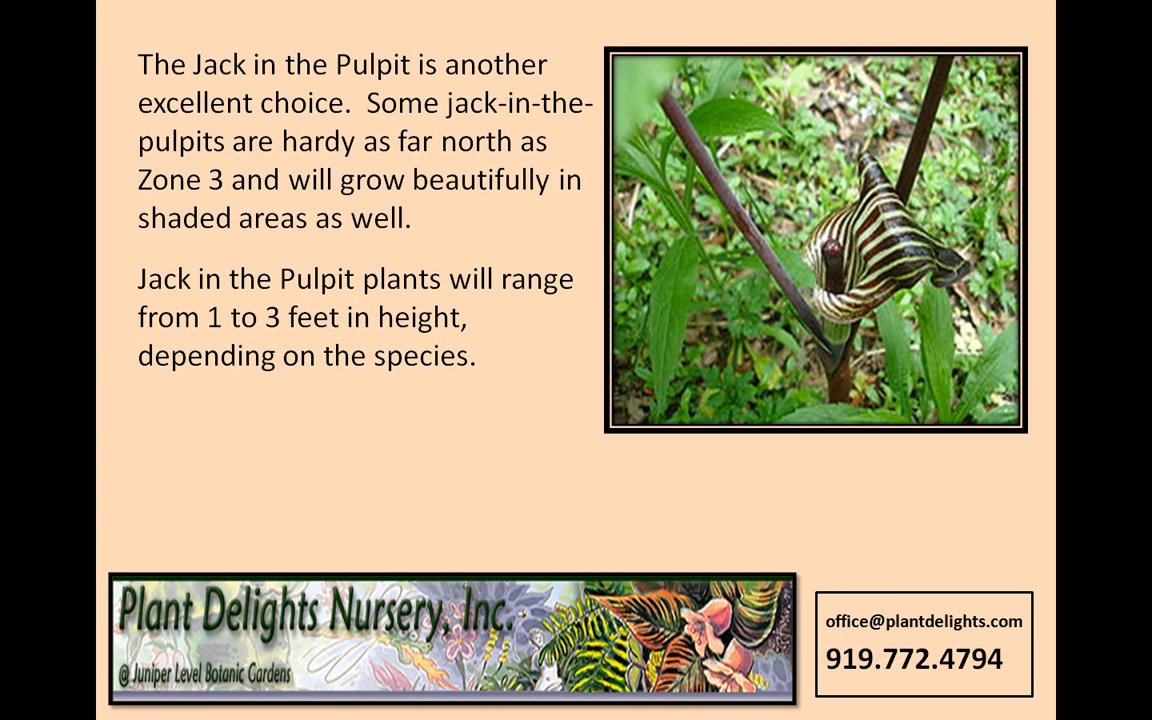 The Jack in the Pulpit is another
excellent choice.  Some jack-in-the-
pulpits are hardy as far north as
Zone 3 and will grow beautifully in
shaded areas as well.
Jack in the Pulpit plants will range
from 1 to 3 feet in height,
depending on the species.
Plant Delights Nursery, Inc.
@ Juniper Level Botanic Gardens
office@plantdelights.com
919.772.4794